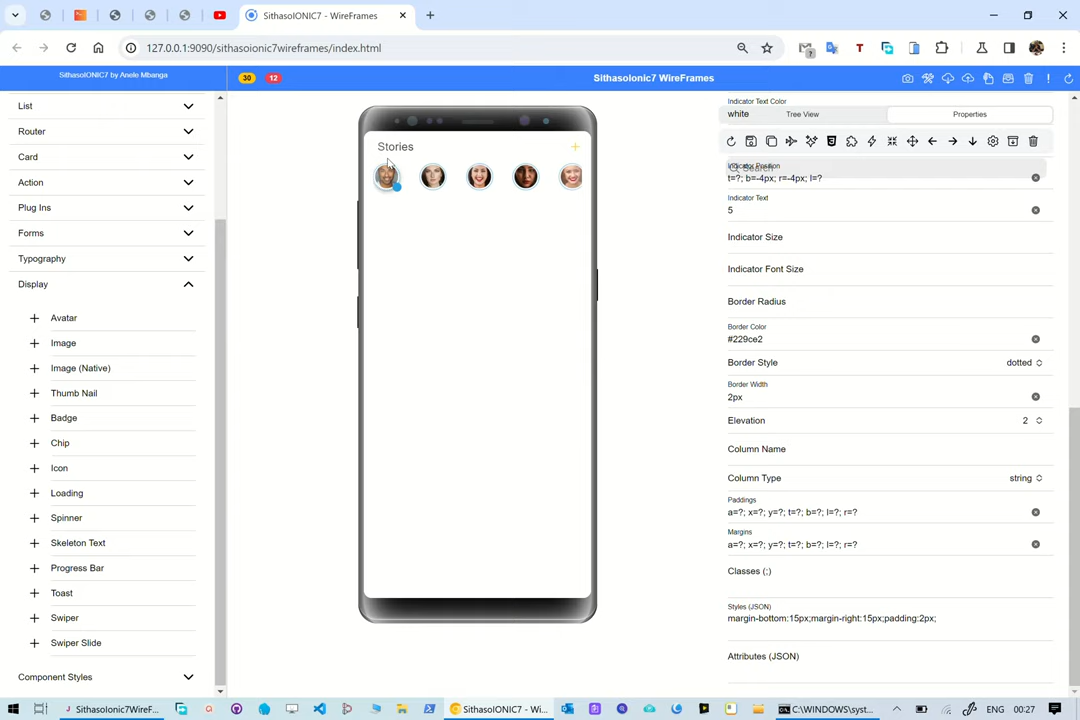 SithasoIONIC7 - WireFrames
127.0.0.1:9090/sithasoionic7wireframes/index.html
SithasoIONIC7 by Anele Mbanga
30
12
SithasoIonic7 WireFrames
List
Router
Card
Action
Plug Ins
Forms
Typography
Display
Avatar
Image
Image (Native)
Thumb Nail
Badge
Chip
Icon
Loading
Spinner
Skeleton Text
Progress Bar
Toast
Swiper
Swiper Slide
Component Styles
Stories
Indicator Text Color
white
Tree View
Properties
Indicator Position
Search
t=?; b=-4px; r=-4px; l=?
Indicator Text
5
Indicator Size
Indicator Font Size
Border Radius
Border Color
#229ce2
Border Style
dotted
Border Width
2px
Elevation
2
Column Name
Column Type
string
Paddings
a=?; x=?; y=?; t=?; b=?; l=?; r=?
Margins
a=?; x=?; y=?; t=?; b=?; l=?; r=?
Classes (;)
Styles (JSON)
margin-bottom:15px;margin-right:15px;padding:2px;
Attributes (JSON)
SithasoIonic7WireF...
SithasoIONIC7 - Wi...
C:\WINDOWS\syst...
ENG
00:27